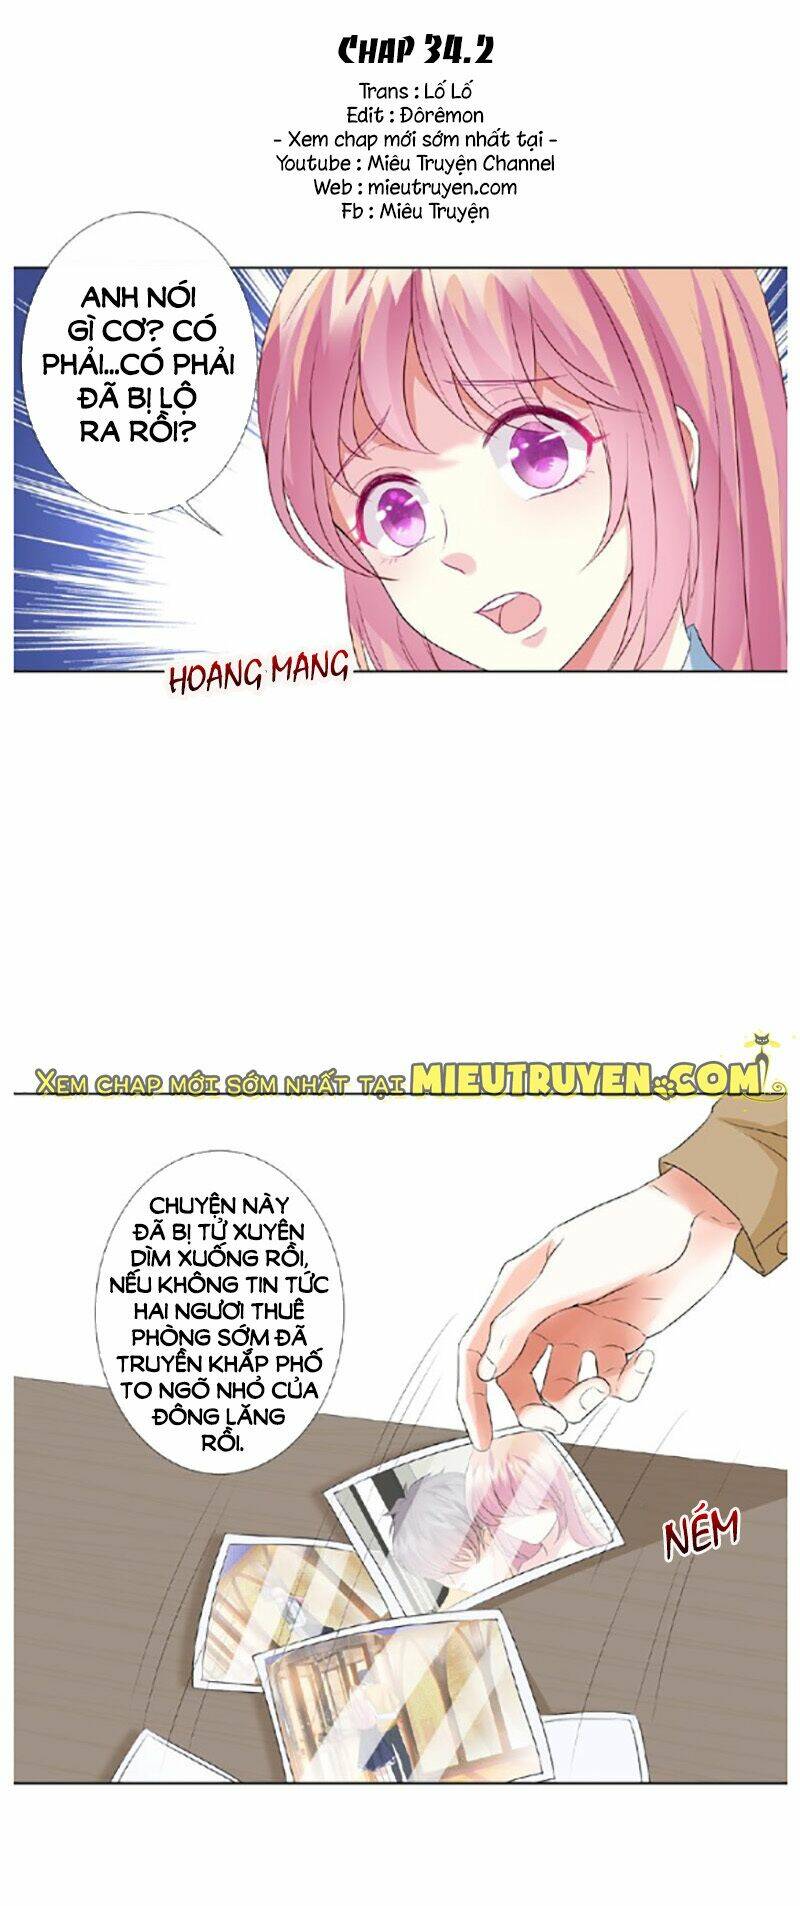 CHAP 34.2
Trans : Lố Lố
Edit : Đôrêmon
- Xem chap mới sớm nhất tại -
Youtube : Miêu Truyện Channel
Web : mieutruyen.com
Fb : Miêu Truyện
ANH NÓI
GÌ CƠ? CÓ
PHẢI...CÓ PHẢI
ĐÃ BỊ LỘ
RA RỒI?
HOANG MANG
XEM CHAP MỚI SỚM NHẤT TẠI MIEUTRUYEN.COM
CHUYỆN NÀY
ĐÃ BỊ TỬ XUYÊN
DÌM XUỐNG RỒI,
NẾU KHÔNG TIN TỨC
HAI NGƯƠI THUÊ
PHÒNG SỚM ĐÃ
TRUYỀN KHẮP PHỐ
TO NGÕ NHỎ CỦA
ĐÔNG LĂNG
RỒI.
NÉM